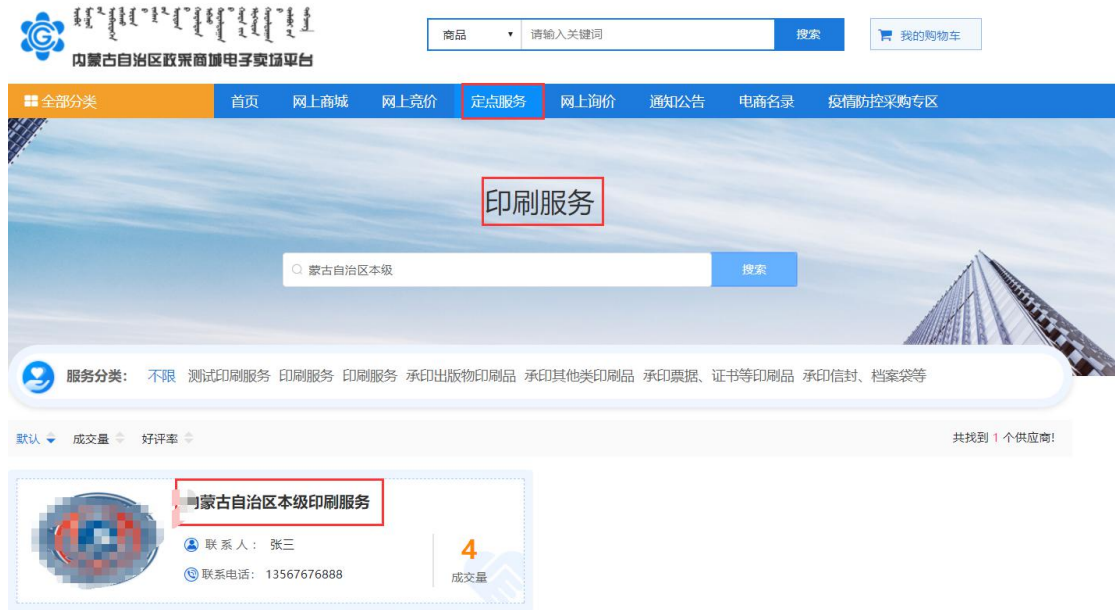 内蒙古自治区政采商城电子卖场平台
商品 请输入关键词 搜索 我的购物车
全部分类 首页 网上商城 网上竞价 定点服务 网上询价 通知公告 电商名录 疫情防控采购专区
印刷服务
蒙古自治区本级 搜索
服务分类： 不限 测试印刷服务 印刷服务 印刷服务 承印出版物印刷品 承印其他类印刷品 承印票据、证书等印刷品 承印信封、档案袋等
默认 成交量 好评率 共找到 1 个供应商!
蒙古自治区本级印刷服务
联 系 人： 张三
4
联系电话： 13567676888
成交量